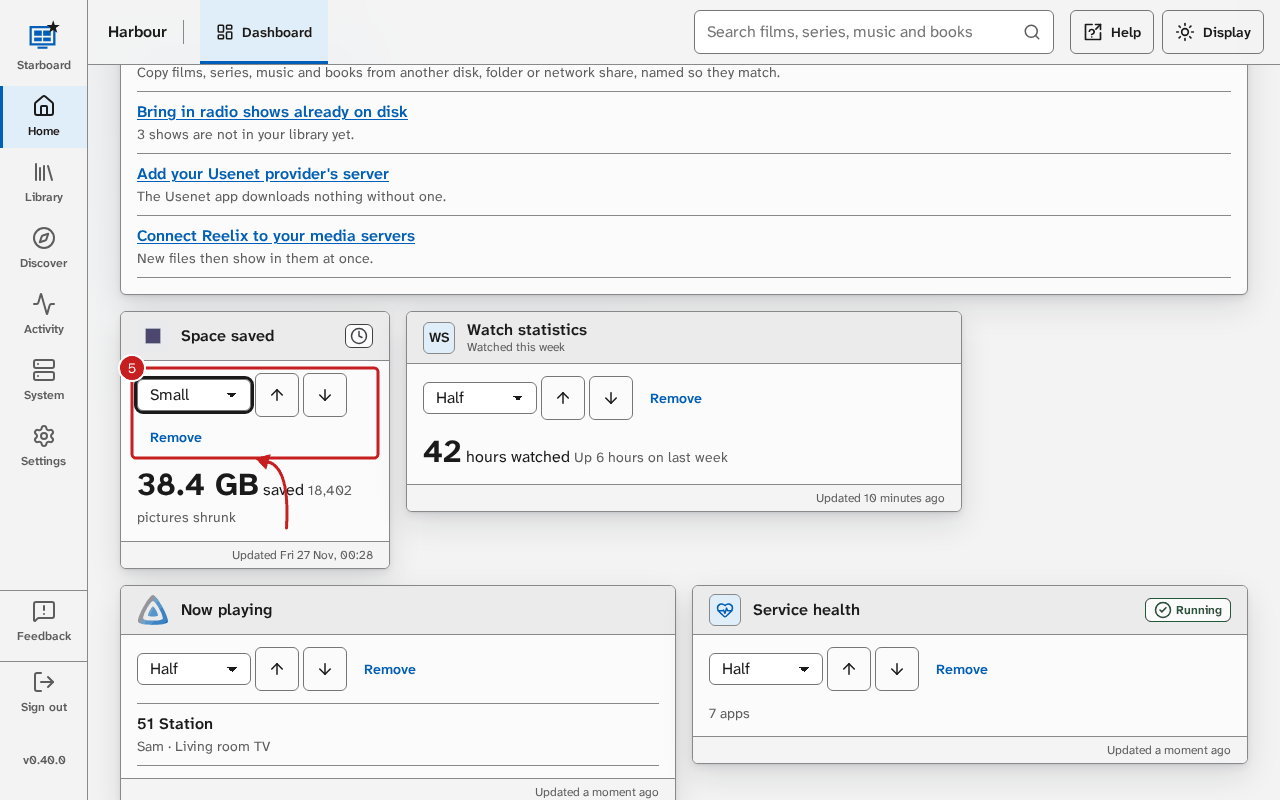 Starboard
Home
Library
Discover
Activity
System
Settings
Feedback
Sign out
v0.40.0
Harbour
Dashboard
Search films, series, music and books
Help
Display
Copy films, series, music and books from another disk, folder or network share, named so they match.
Bring in radio shows already on disk
3 shows are not in your library yet.
Add your Usenet provider's server
The Usenet app downloads nothing without one.
Connect Reelix to your media servers
New files then show in them at once.
Space saved
5
Small
Remove
38.4 GB saved 18,402
pictures shrunk
Updated Fri 27 Nov, 00:28
WS
Watch statistics
Watched this week
Half
Remove
42 hours watched Up 6 hours on last week
Updated 10 minutes ago
Now playing
Half
Remove
51 Station
Sam · Living room TV
Updated a moment ago
Service health
Running
Half
Remove
7 apps
Updated a moment ago